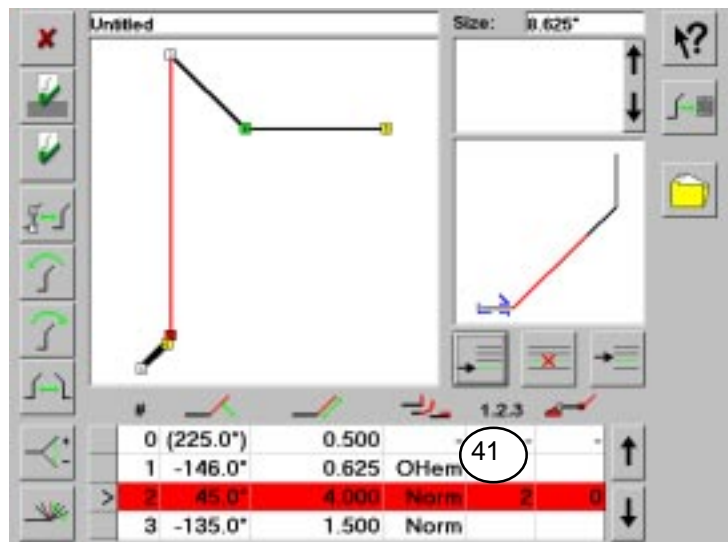 Untitled
Size: 8.625"
# 1.2.3
0 (225.0°) 0.500 - - -
1 -146.0° 0.625 OHem
41
> 2 45.0° 4.000 Norm 2 0
3 -135.0° 1.500 Norm